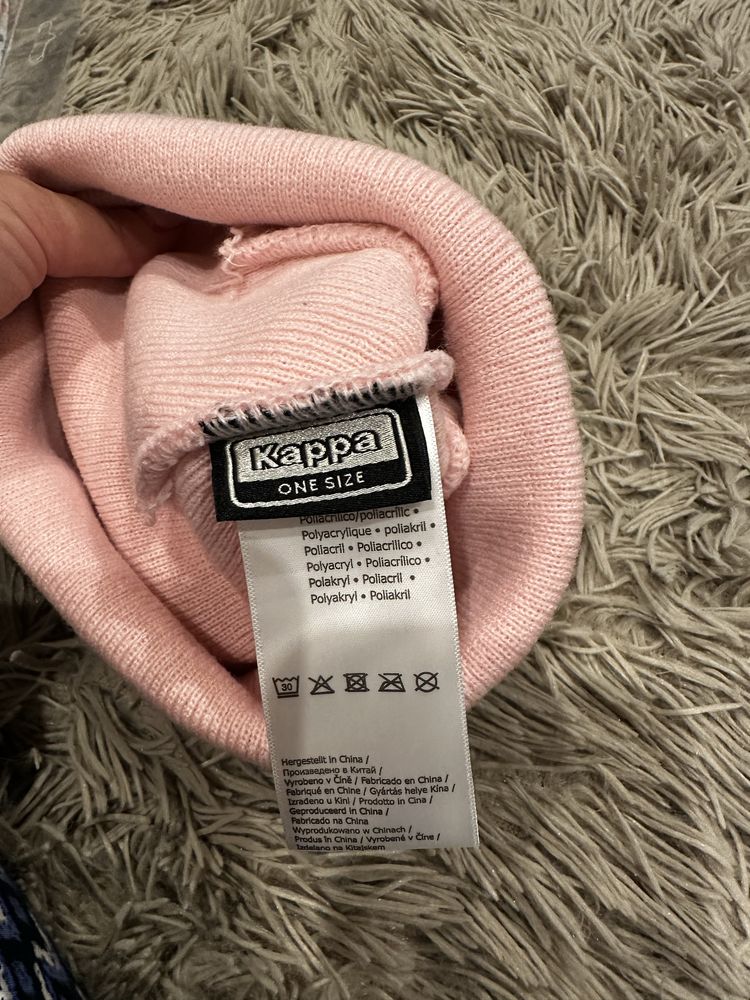 Kappa
ONE SIZE
Poliacrilico/poliacrílic •
Polyacrylique • poliakril •
Poliacril • Poliacrilico •
Polyacryl • Poliacrílico •
Polakryl • Poliacril •
Polyakryl • Poliakril
30
Hergestellt in China /
Произведено в Китай /
Vyrobeno v Číně / Fabricado en China /
Fabriqué en Chine / Gyártás helye Kína /
Izrađeno u Kini / Prodotto in Cina /
Geproduceerd in China /
Fabricado na China
Wyprodukowano w Chinach /
Produs în China / Vyrobené v Číne /
Izdelano na Kitajskem